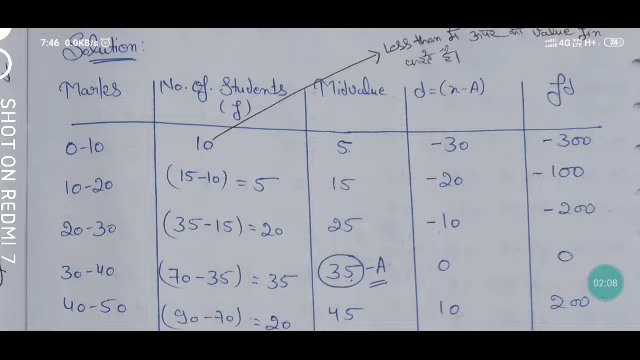 7:46 0.0KB/s
4G H+ 74
Solution:
Less than में ऊपर का value fin
करते है।
Marks No. Of. Students (f) Midvalue d=(x-A) fd
0-10 10 5 -30 -300
10-20 (15-10) = 5 15 -20 -100
20-30 (35-15) = 20 25 -10 -200
30-40 (70-35) = 35 35-A 0 0
40-50 (90-70) = 20 45 10 200
02:08
SHOT ON REDMI 7